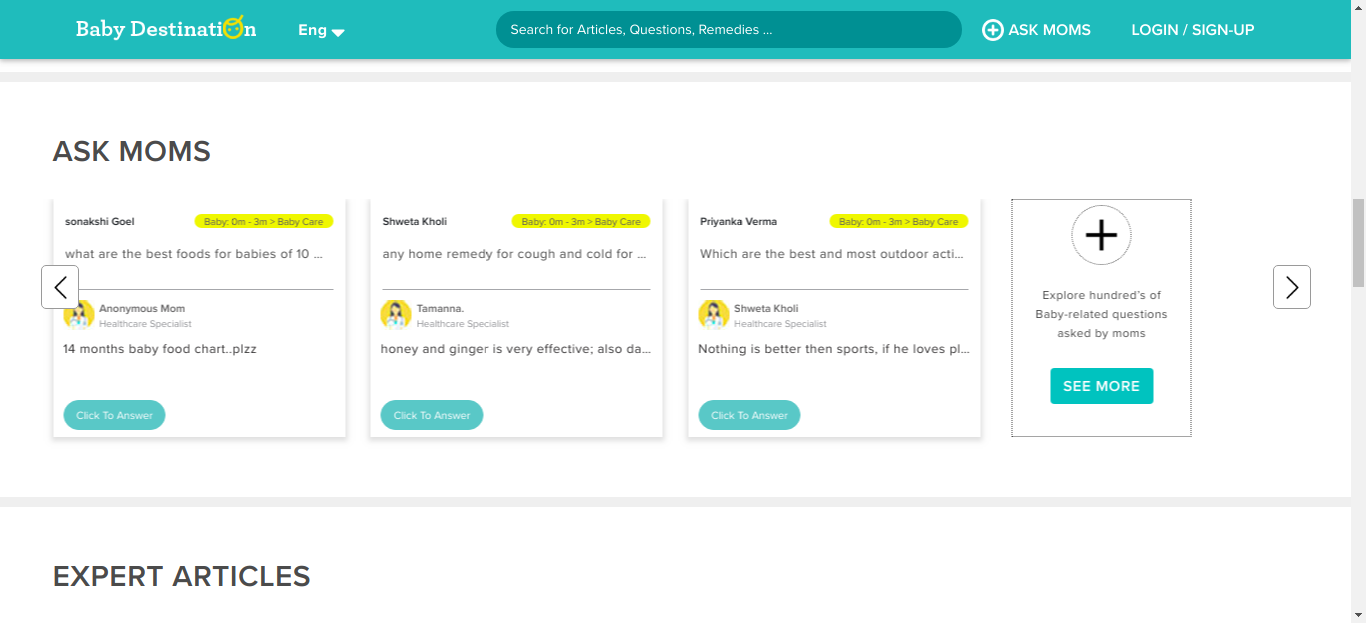 Baby Destination
Eng
Search for Articles, Questions, Remedies ...
ASK MOMS
LOGIN / SIGN-UP
ASK MOMS
sonakshi Goel
Baby: 0m - 3m > Baby Care
what are the best foods for babies of 10 ...
Anonymous Mom
Healthcare Specialist
14 months baby food chart..plzz
Click To Answer
Shweta Kholi
Baby: 0m - 3m > Baby Care
any home remedy for cough and cold for ...
Tamanna.
Healthcare Specialist
honey and ginger is very effective; also da...
Click To Answer
Priyanka Verma
Baby: 0m - 3m > Baby Care
Which are the best and most outdoor acti...
Shweta Kholi
Healthcare Specialist
Nothing is better then sports, if he loves pl...
Click To Answer
Explore hundred's of
Baby-related questions
asked by moms
SEE MORE
EXPERT ARTICLES